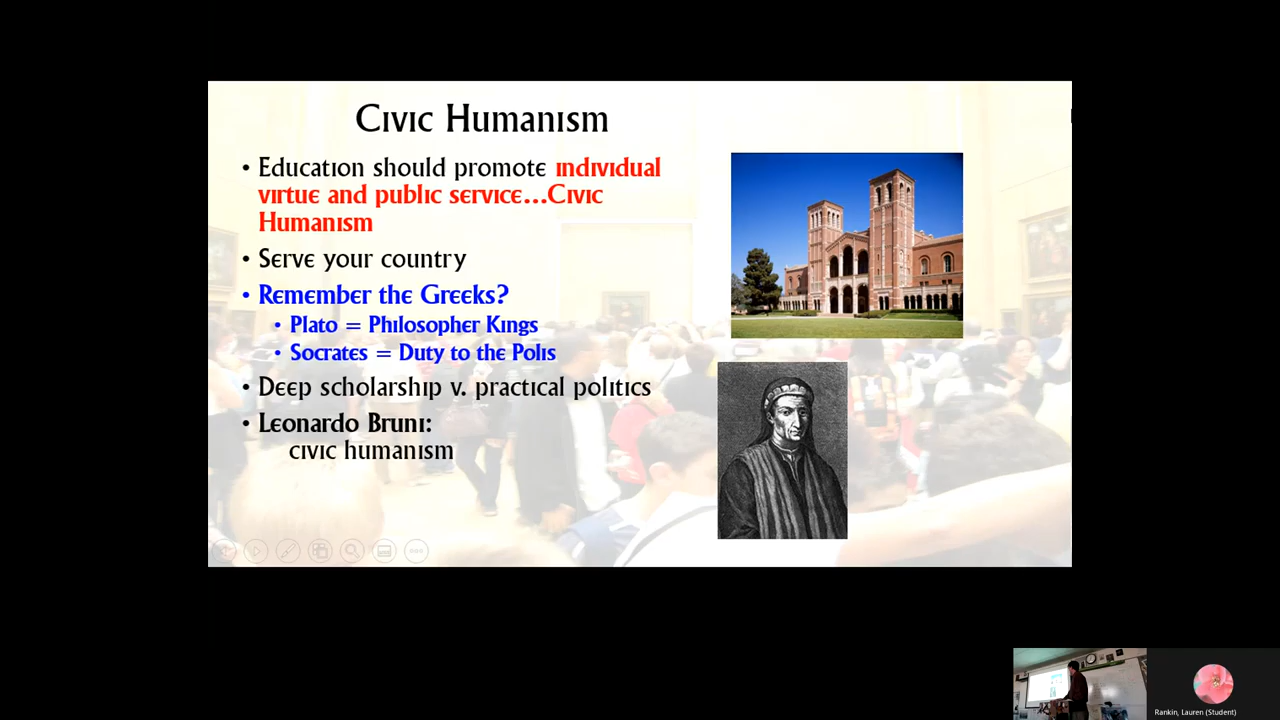 Civic Humanism
• Education should promote individual
virtue and public service...Civic
Humanism
• Serve your country
• Remember the Greeks?
• Plato = Philosopher Kings
• Socrates = Duty to the Polis
• Deep scholarship v. practical politics
• Leonardo Bruni:
civic humanism
Rankin, Lauren (Student)